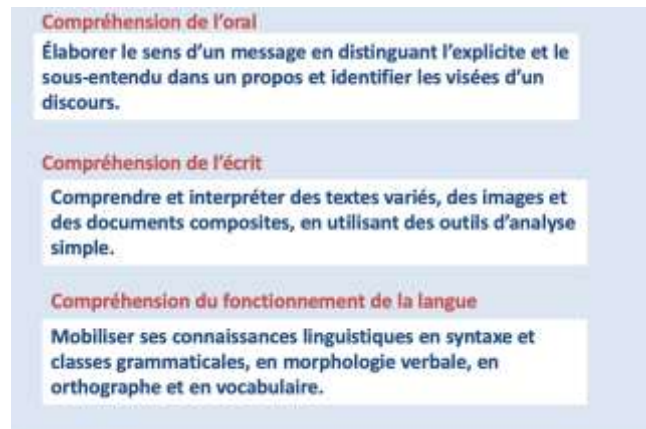 Compréhension de l'oral
Élaborer le sens d'un message en distinguant l'explicite et le
sous-entendu dans un propos et identifier les visées d'un
discours.
Compréhension de l'écrit
Comprendre et interpréter des textes variés, des images et
des documents composites, en utilisant des outils d'analyse
simple.
Compréhension du fonctionnement de la langue
Mobiliser ses connaissances linguistiques en syntaxe et
classes grammaticales, en morphologie verbale, en
orthographe et en vocabulaire.